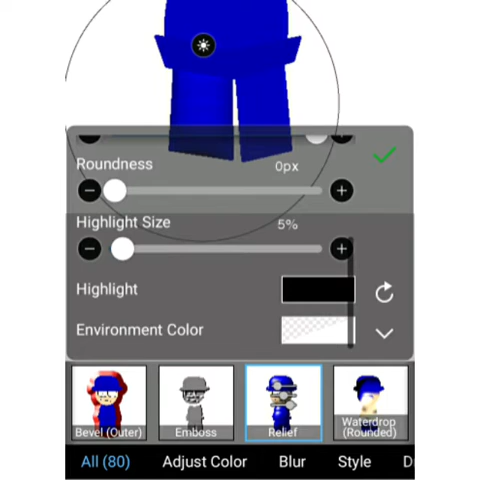 Roundness
0px
Highlight Size
5%
Highlight
Environment Color
Bevel (Outer)
Emboss
Relief
Waterdrop
(Rounded)
All (80)
Adjust Color
Blur
Style
D